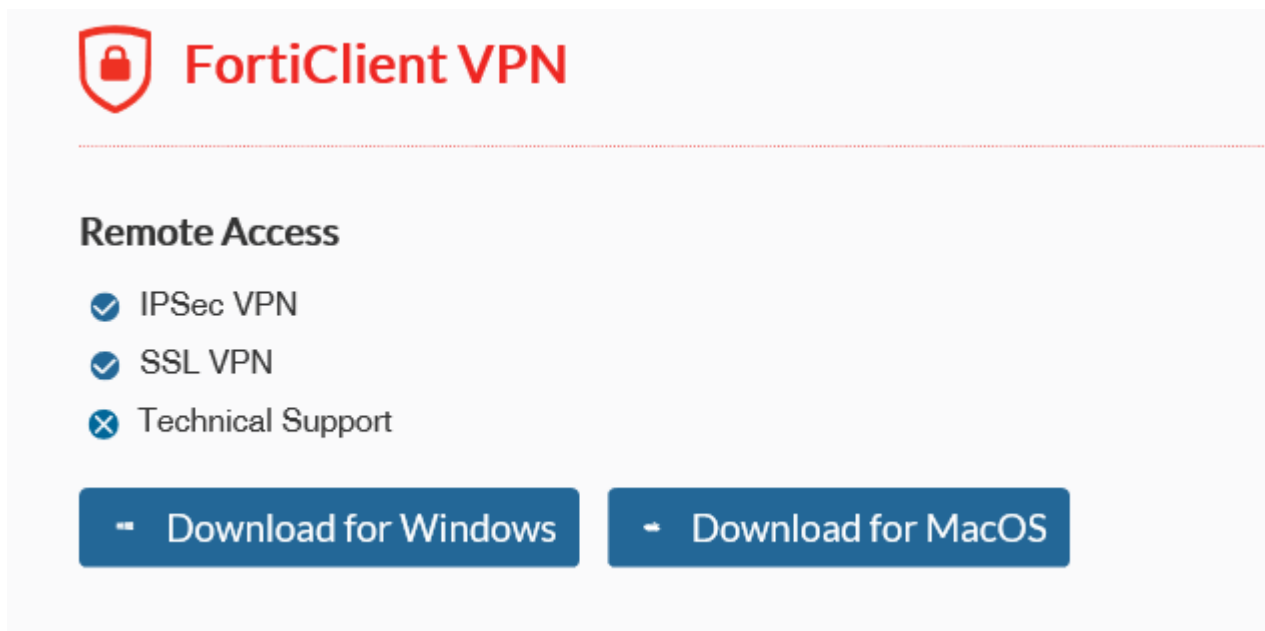 FortiClient VPN
Remote Access
IPSec VPN
SSL VPN
Technical Support
Download for Windows
Download for MacOS